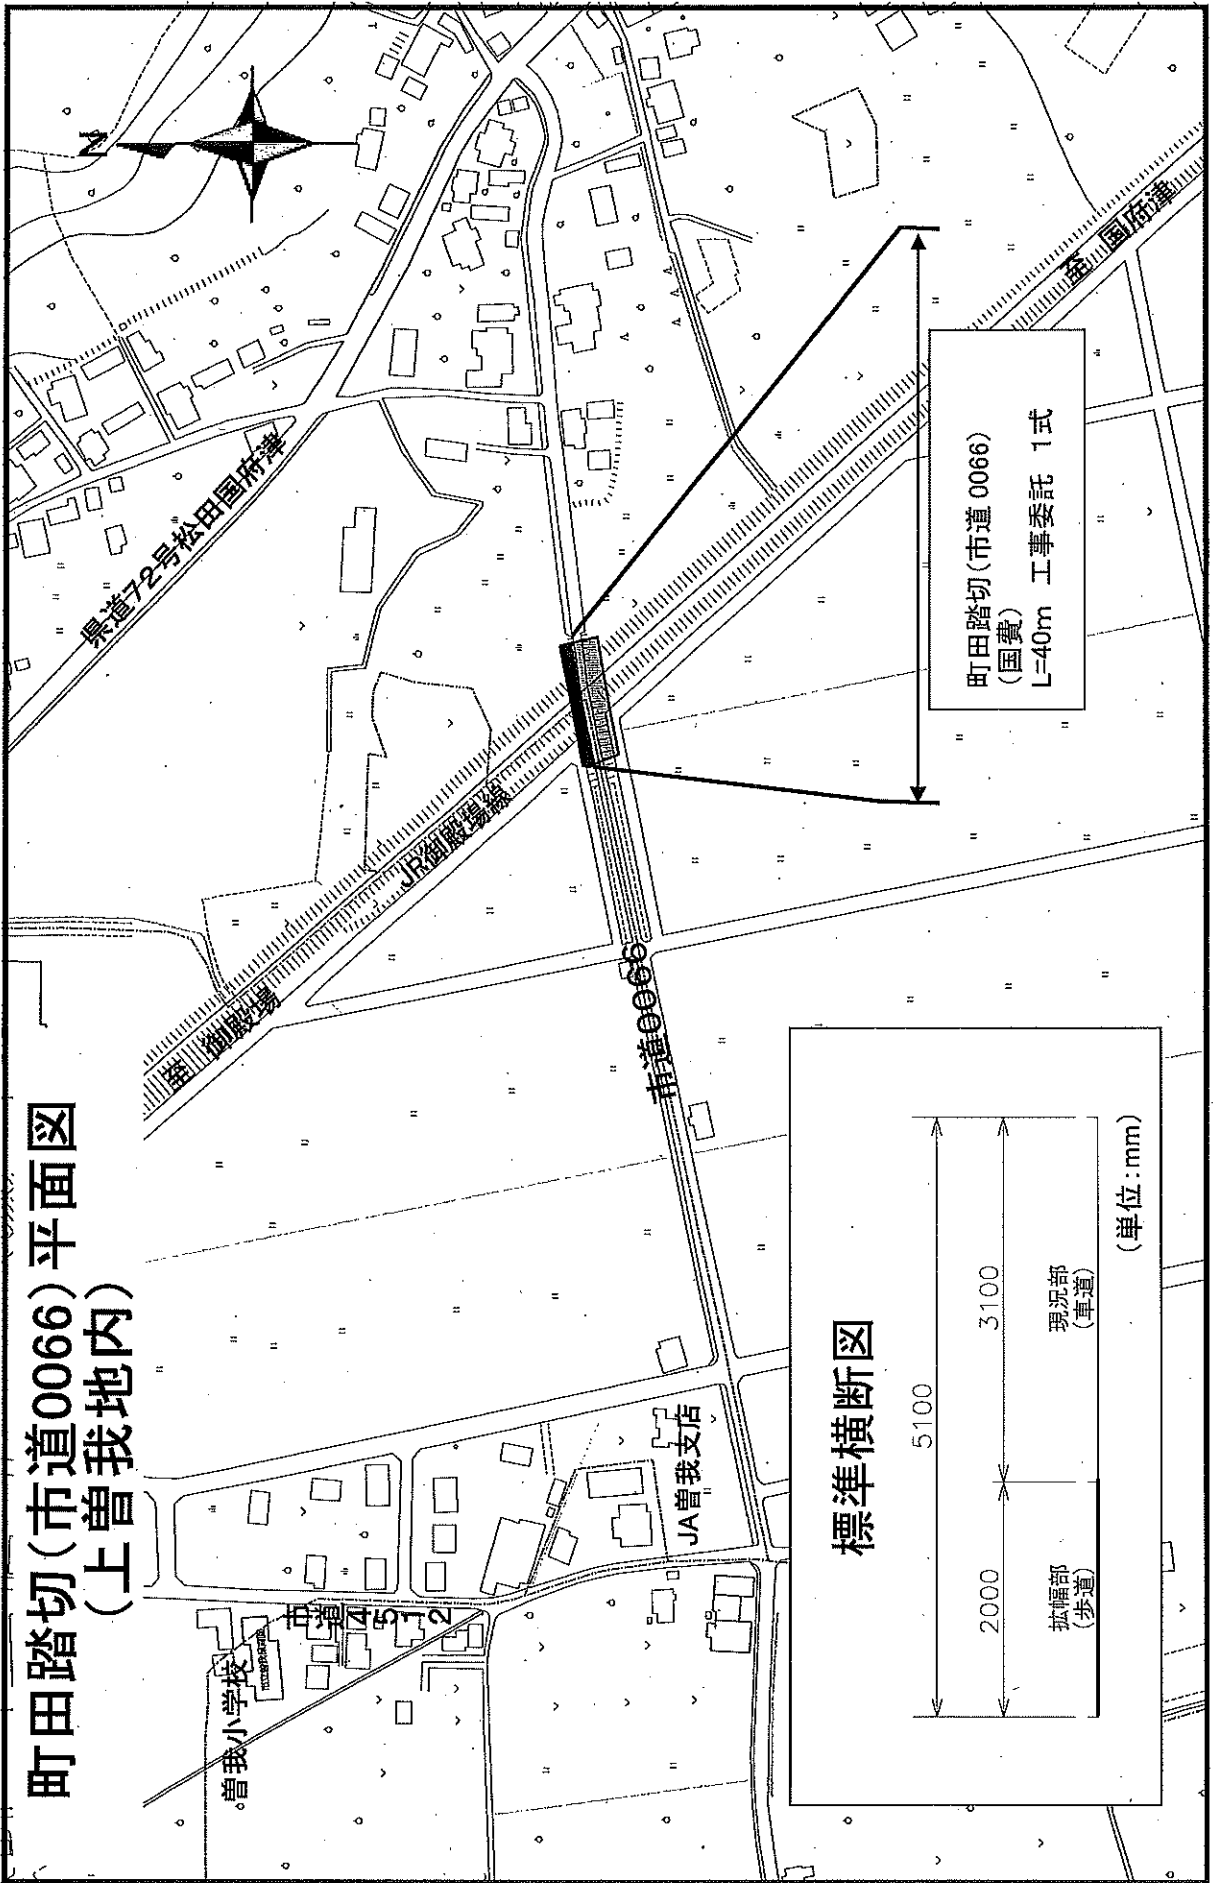 町田踏切(市道0066)平面図
(上曽我地内)
N
県道72号松田国府津
至 御殿場
JR御殿場線
至 国府津
市道0066
町田踏切(市道 0066)
(国費)
L=40m 工事委託 1式
曽我小学校
市道4512
JA曽我支店
標準横断図
5100
2000
3100
拡幅部
(歩道)
現況部
(車道)
(単位:mm)